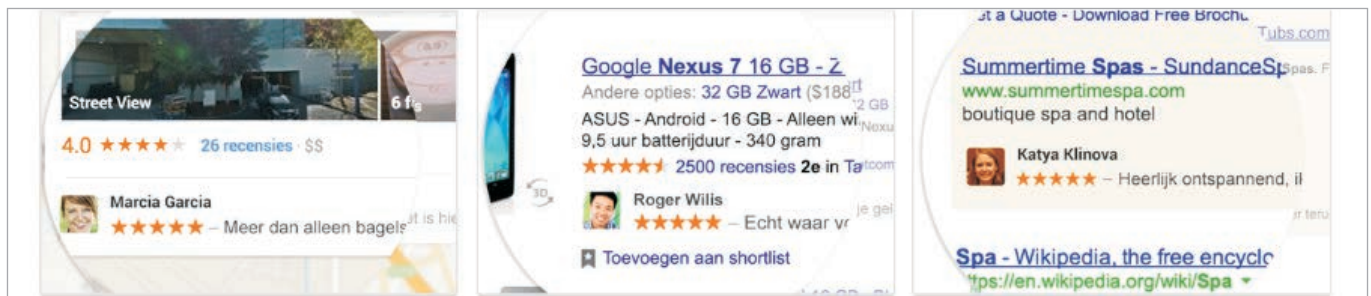 Street View
4.0
26 recensies · $$
Marcia Garcia
– Meer dan alleen bagels
Google Nexus 7 16 GB - Z
Andere opties: 32 GB Zwart ($188
ASUS - Android - 16 GB - Alleen wi
9,5 uur batterijduur - 340 gram
2500 recensies 2e in Ta
3D
Roger Wilis
– Echt waar vo
Toevoegen aan shortlist
et a Quote - Download Free Brochu
Tubs.com
Summertime Spas - SundanceSp
www.summertimespa.com
boutique spa and hotel
Katya Klinova
– Heerlijk ontspannend, ik
Spa - Wikipedia, the free encyclo
ttps://en.wikipedia.org/wiki/Spa